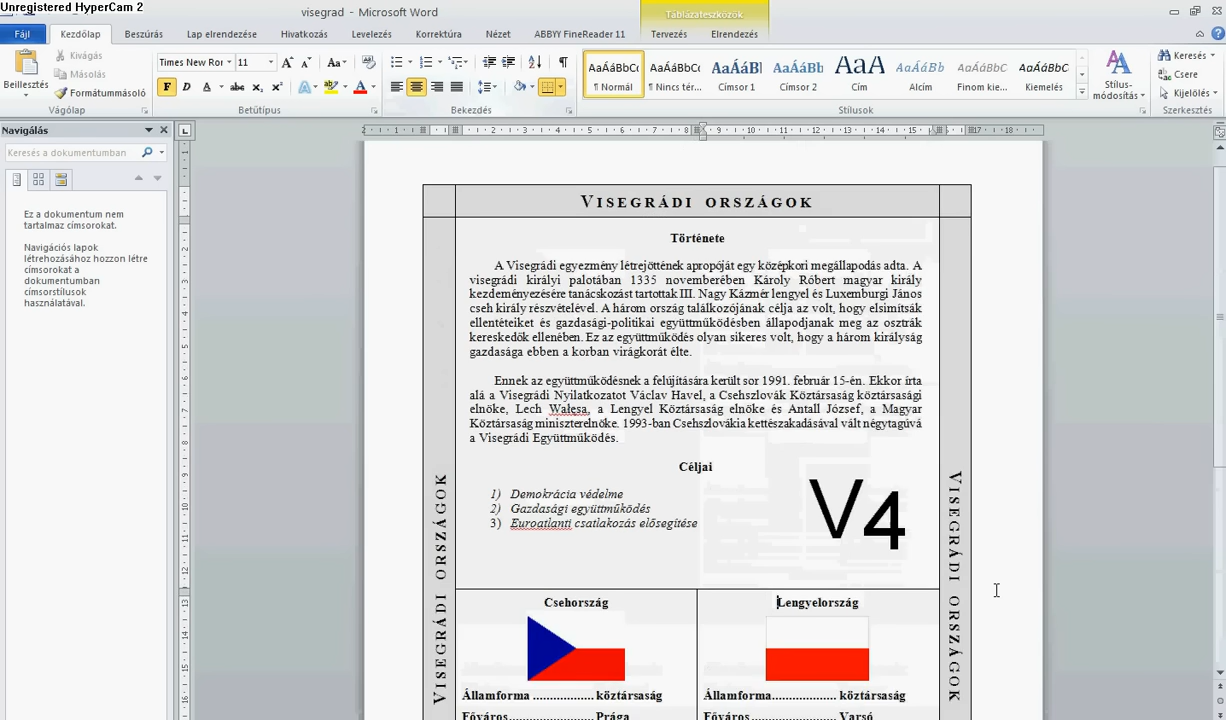 Unregistered HyperCam 2
visegrad - Microsoft Word
Táblázateszközök
Fájl Kezdőlap Beszúrás Lap elrendezése Hivatkozás Levelezés Korrektúra Nézet ABBYY FineReader 11 Tervezés Elrendezés
Beillesztés
Kivágás
Másolás
Formátummásoló
Vágólap
Times New Ror 11
Betűtípus
Bekezdés
AaÁáBbCc AaÁáBbCc AaÁáBl AaÁáBbC AaA AaÁáBb AaÁáBbCc AaÁáBbCc
¶ Normál ¶ Nincs tér... Címsor 1 Címsor 2 Cím Alcím Finom kie... Kiemelés
Stílusok
Stílus-
módosítás
Keresés
Csere
Kijelölés
Szerkesztés
Navigálás
Keresés a dokumentumban
Ez a dokumentum nem
tartalmaz címsorokat.
Navigációs lapok
létrehozásához hozzon létre
címsorokat a
dokumentumban
címsorstílusok
használatával.
VISEGRÁDI ORSZÁGOK
Története
A Visegrádi egyezmény létrejöttének apropóját egy középkori megállapodás adta. A
visegrádi királyi palotában 1335 novemberében Károly Róbert magyar király
kezdeményezésére tanácskozást tartottak III. Nagy Kázmér lengyel és Luxemburgi János
cseh király részvételével. A három ország találkozójának célja az volt, hogy elsimítsák
ellentéteiket és gazdasági-politikai együttműködésben állapodjanak meg az osztrák
kereskedők ellenében. Ez az együttműködés olyan sikeres volt, hogy a három királyság
gazdasága ebben a korban virágkorát élte.
Ennek az együttműködésnek a felújítására került sor 1991. február 15-én. Ekkor írta
alá a Visegrádi Nyilatkozatot Václav Havel, a Csehszlovák Köztársaság köztársasági
elnöke, Lech Wałęsa, a Lengyel Köztársaság elnöke és Antall József, a Magyar
Köztársaság miniszterelnöke. 1993-ban Csehszlovákia kettészakadásával vált négytagúvá
a Visegrádi Együttműködés.
Céljai
1) Demokrácia védelme
2) Gazdasági együttműködés
3) Euroatlanti csatlakozás elősegítése
V4
VISEGRÁDI ORSZÁGOK
VISEGRÁDI ORSZÁGOK
Csehország
Államforma .................. köztársaság
Főváros......................... Prága
Lengyelország
Államforma................... köztársaság
Főváros......................... Varsó